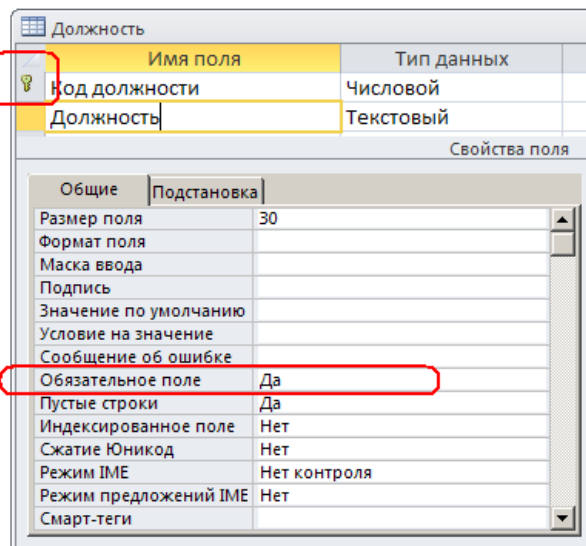 Должность
Имя поля Тип данных
Код должности Числовой
Должность Текстовый
Свойства поля
Общие Подстановка
Размер поля 30
Формат поля
Маска ввода
Подпись
Значение по умолчанию
Условие на значение
Сообщение об ошибке
Обязательное поле Да
Пустые строки Да
Индексированное поле Нет
Сжатие Юникод Нет
Режим IME Нет контроля
Режим предложений IME Нет
Смарт-теги